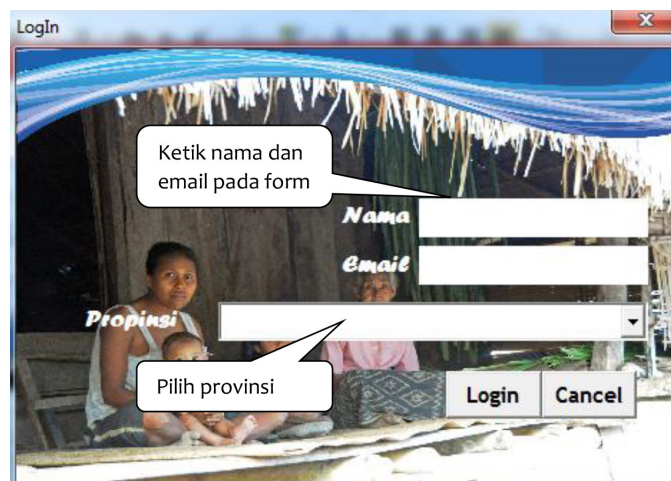 LogIn
Ketik nama dan
email pada form
Nama
Email
Propinsi
Pilih provinsi
Login Cancel